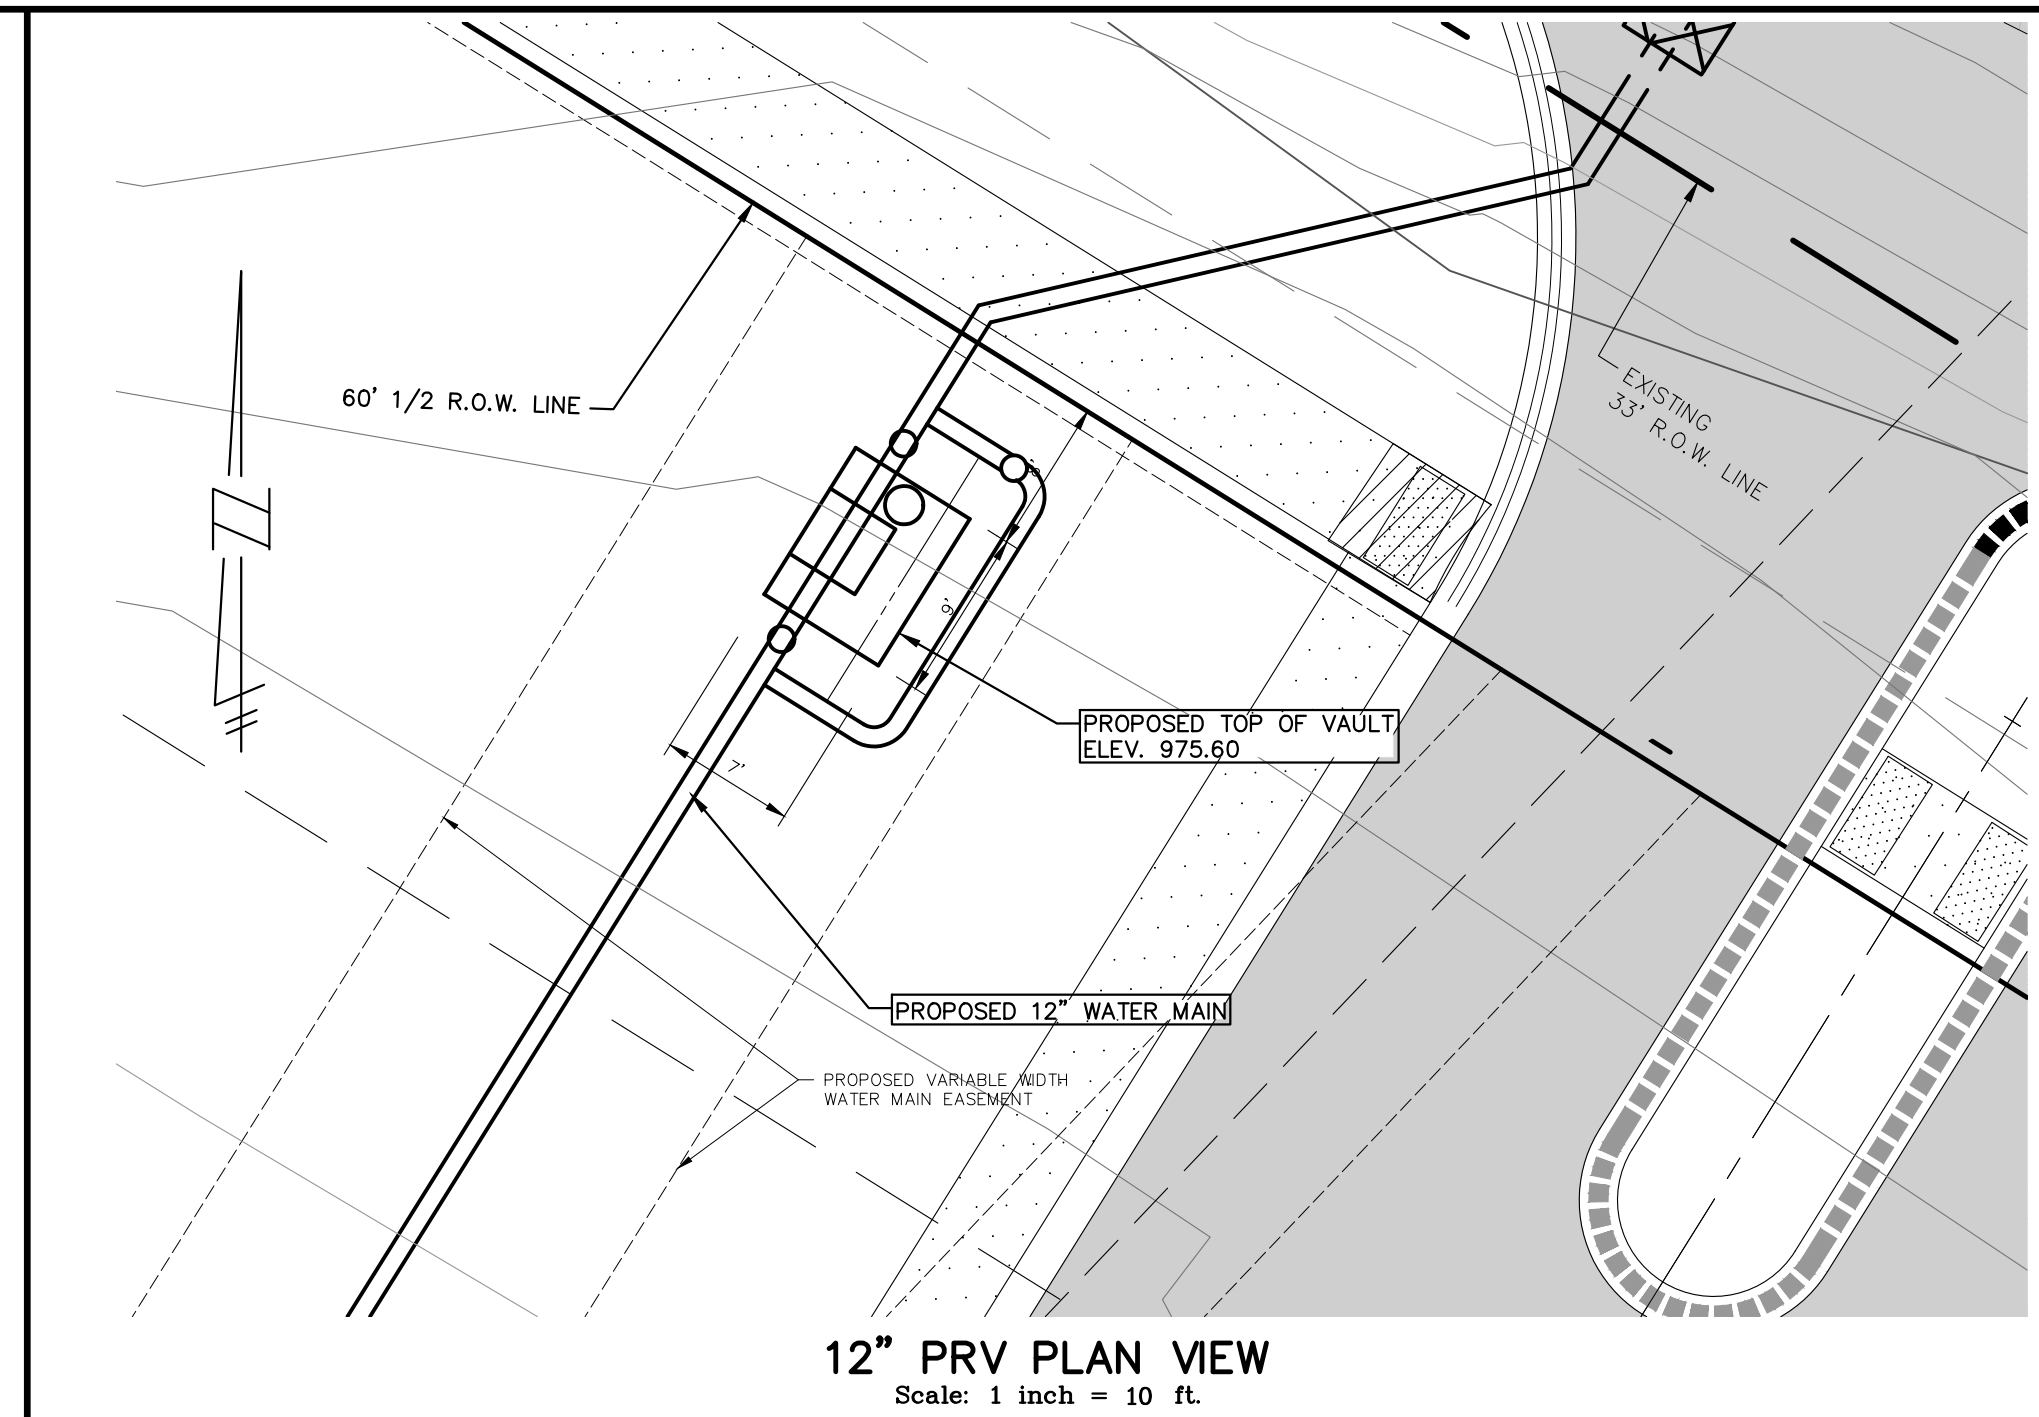 60' 1/2 R.O.W. LINE
EXISTING
33' R.O.W. LINE
8'
9'
7'
PROPOSED TOP OF VAULT
ELEV. 975.60
PROPOSED 12" WATER MAIN
PROPOSED VARIABLE WIDTH
WATER MAIN EASEMENT
12" PRV PLAN VIEW
Scale: 1 inch = 10 ft.